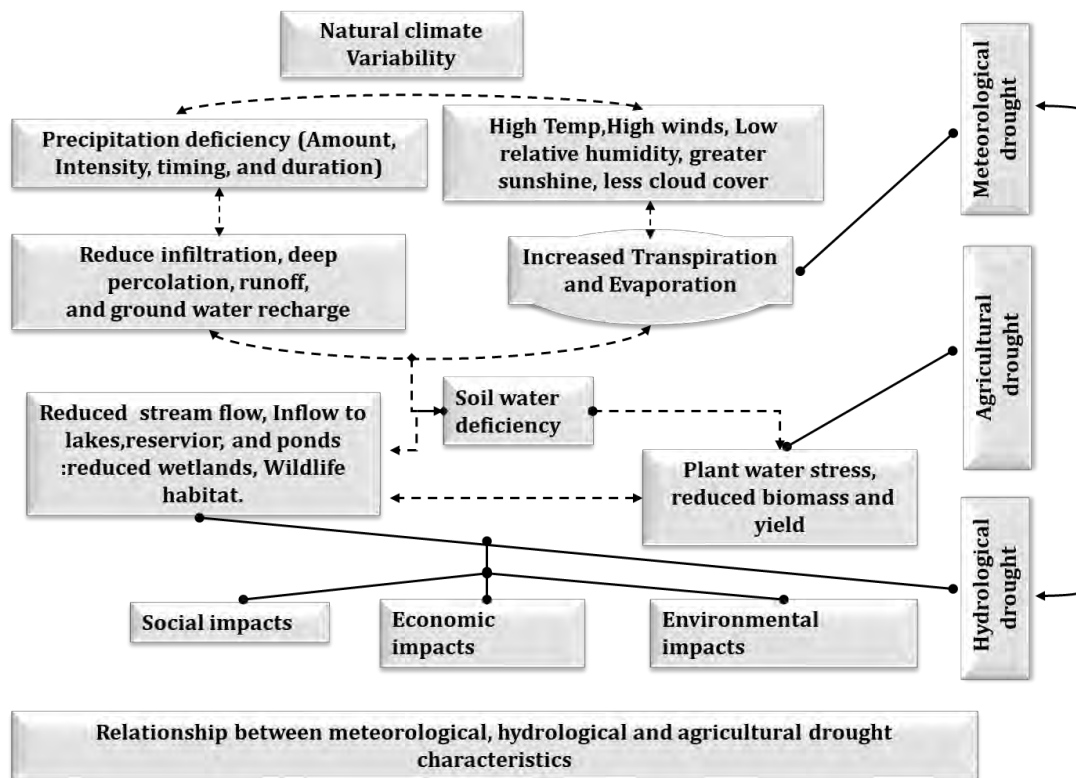 Natural climate
Variability
Precipitation deficiency (Amount,
Intensity, timing, and duration)
High Temp,High winds, Low
relative humidity, greater
sunshine, less cloud cover
Meteorological
drought
Reduce infiltration, deep
percolation, runoff,
and ground water recharge
Increased Transpiration
and Evaporation
Agricultural
drought
Soil water
deficiency
Reduced stream flow, Inflow to
lakes,reservior, and ponds
:reduced wetlands, Wildlife
habitat.
Plant water stress,
reduced biomass and
yield
Hydrological
drought
Social impacts
Economic
impacts
Environmental
impacts
Relationship between meteorological, hydrological and agricultural drought
characteristics